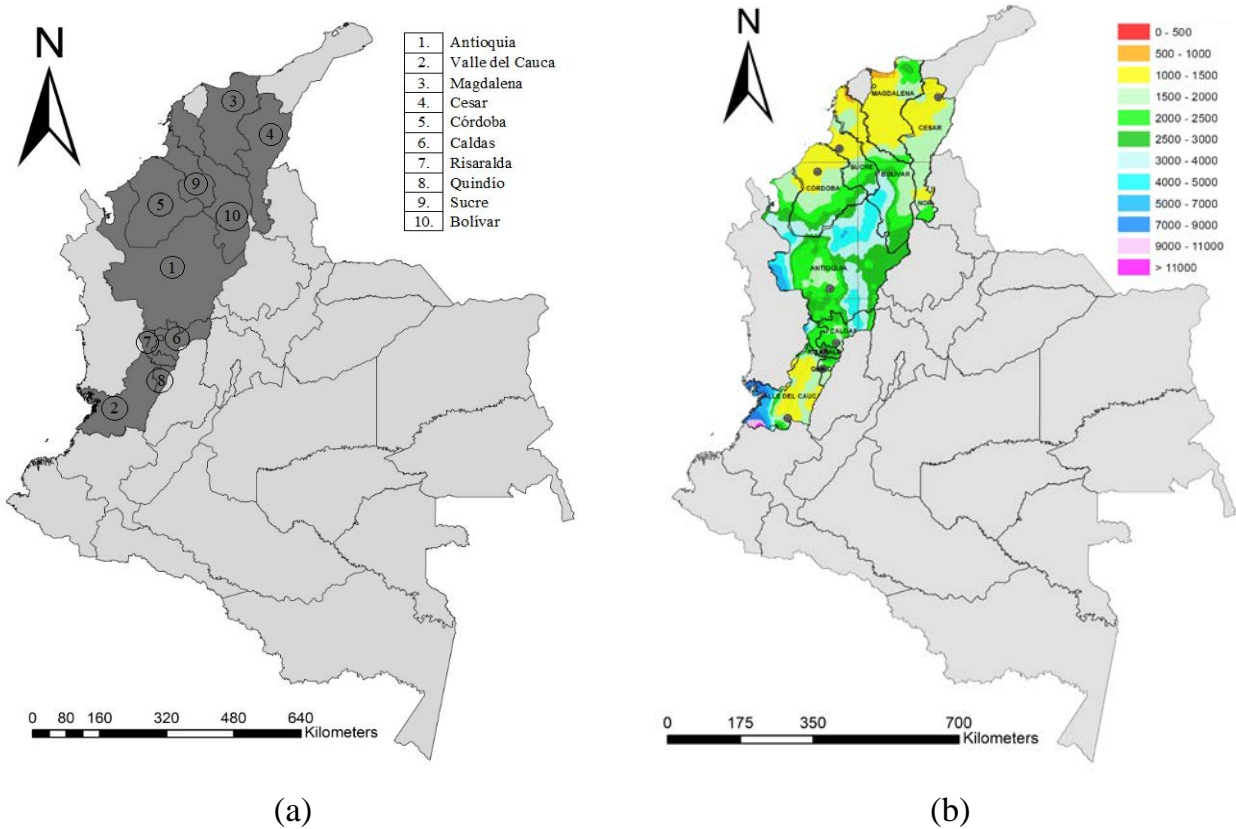 N
1. Antioquia
2. Valle del Cauca
3. Magdalena
4. Cesar
5. Córdoba
6. Caldas
7. Risaralda
8. Quindío
9. Sucre
10. Bolívar
3
4
9
5
10
1
7
6
8
2
0 80 160 320 480 640
Kilometers
(a)
N
0 - 500
500 - 1000
1000 - 1500
1500 - 2000
2000 - 2500
2500 - 3000
3000 - 4000
4000 - 5000
5000 - 7000
7000 - 9000
9000 - 11000
> 11000
MAGDALENA
CESAR
SUCRE
BOLÍVAR
CÓRDOBA
ANTIOQUIA
CALDAS
ALLE DEL CAUC
0 175 350 700
Kilometers
(b)